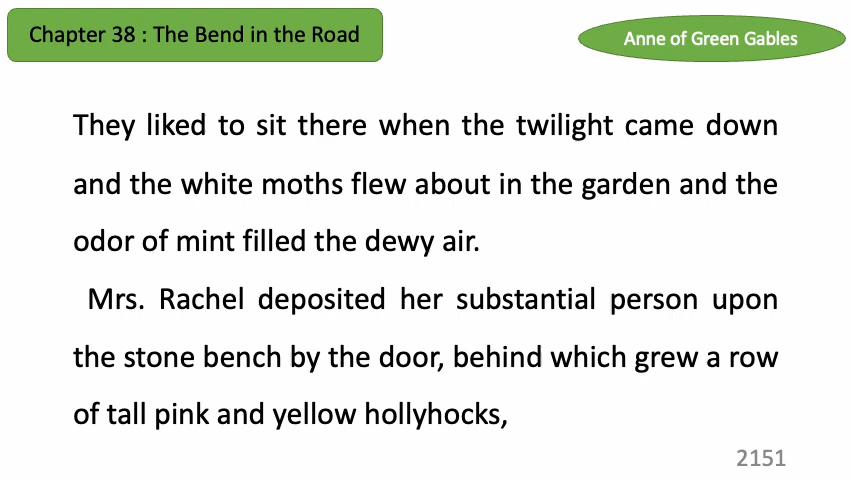 Chapter 38 : The Bend in the Road
Anne of Green Gables
They liked to sit there when the twilight came down
and the white moths flew about in the garden and the
odor of mint filled the dewy air.
Mrs. Rachel deposited her substantial person upon
the stone bench by the door, behind which grew a row
of tall pink and yellow hollyhocks,
2151